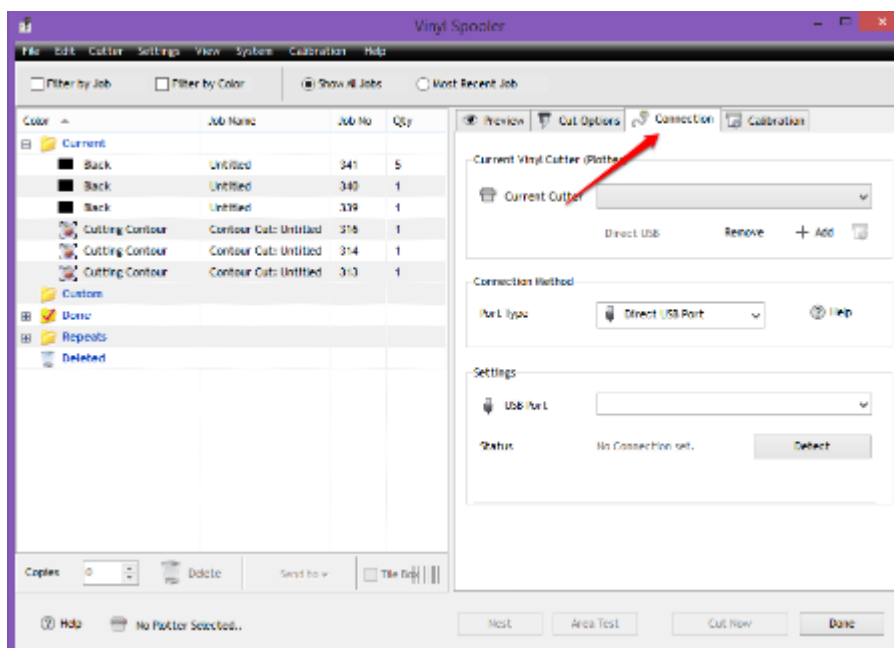 Vinyl Spooler
File Edit Cutter Settings View System Calibration Help
Filter by Job Filter by Color Show All Jobs Most Recent Job
Color Job Name Job No Qty
Current
Back Untitled 341 5
Back Untitled 340 1
Back Untitled 339 1
Cutting Contour Contour Cut: Untitled 316 1
Cutting Contour Contour Cut: Untitled 314 1
Cutting Contour Contour Cut: Untitled 313 1
Custom
Done
Repeats
Deleted
Preview Cut Options Connection Calibration
Current Vinyl Cutter (Plotter
Current Cutter
Direct USB Remove + Add
Connection Method
Port Type Direct USB Port Help
Settings
USB Port
Status No Connection set. Detect
Copies 0 Delete Send to Tile Box
Help No Plotter Selected.. Nest Area Test Cut Now Done